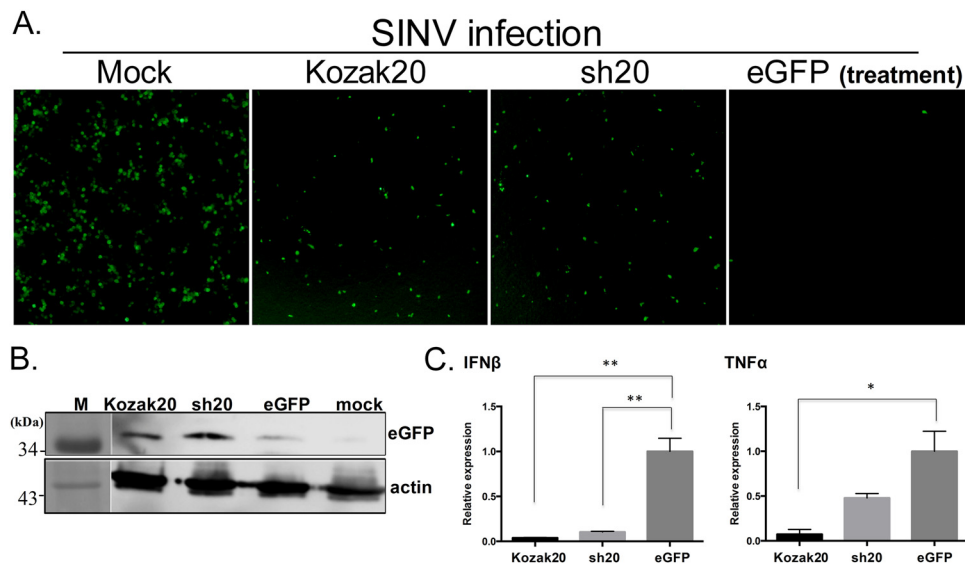 A.
SINV infection
Mock Kozak20 sh20 eGFP (treatment)
B.
M Kozak20 sh20 eGFP mock
(kDa)
34
eGFP
43
actin
C.
IFNβ
**
**
Relative expression
1.5
1.0
0.5
0.0
Kozak20 sh20 eGFP
TNFα
*
Relative expression
1.5
1.0
0.5
0.0
Kozak20 sh20 eGFP